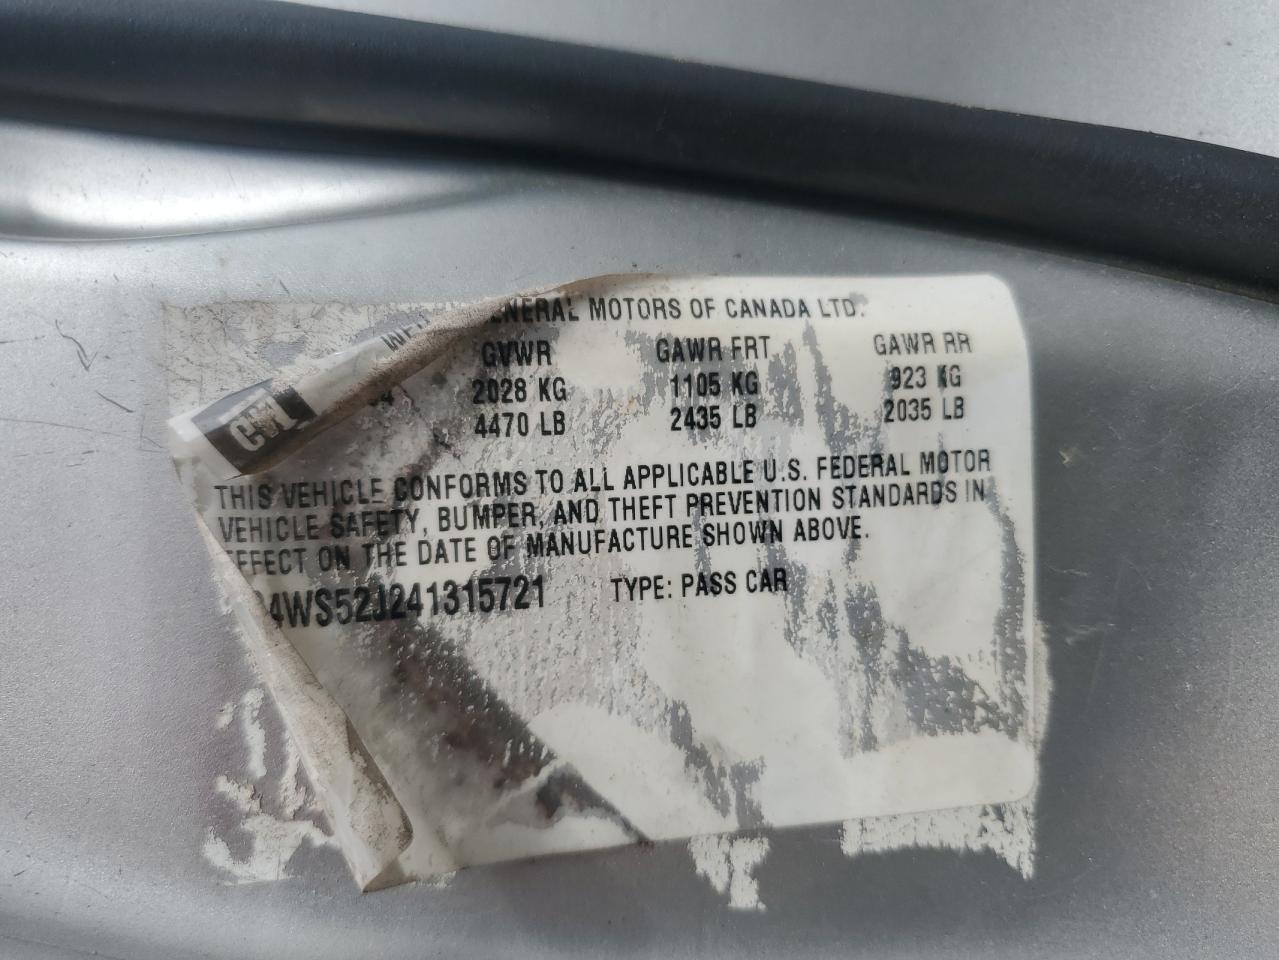 GENERAL MOTORS OF CANADA LTD.
GVWR GAWR FRT GAWR RR
2028 KG 1105 KG 923 KG
4470 LB 2435 LB 2035 LB
THIS VEHICLE CONFORMS TO ALL APPLICABLE U.S. FEDERAL MOTOR
VEHICLE SAFETY, BUMPER, AND THEFT PREVENTION STANDARDS IN
EFFECT ON THE DATE OF MANUFACTURE SHOWN ABOVE.
4WS52J241315721 TYPE: PASS CAR